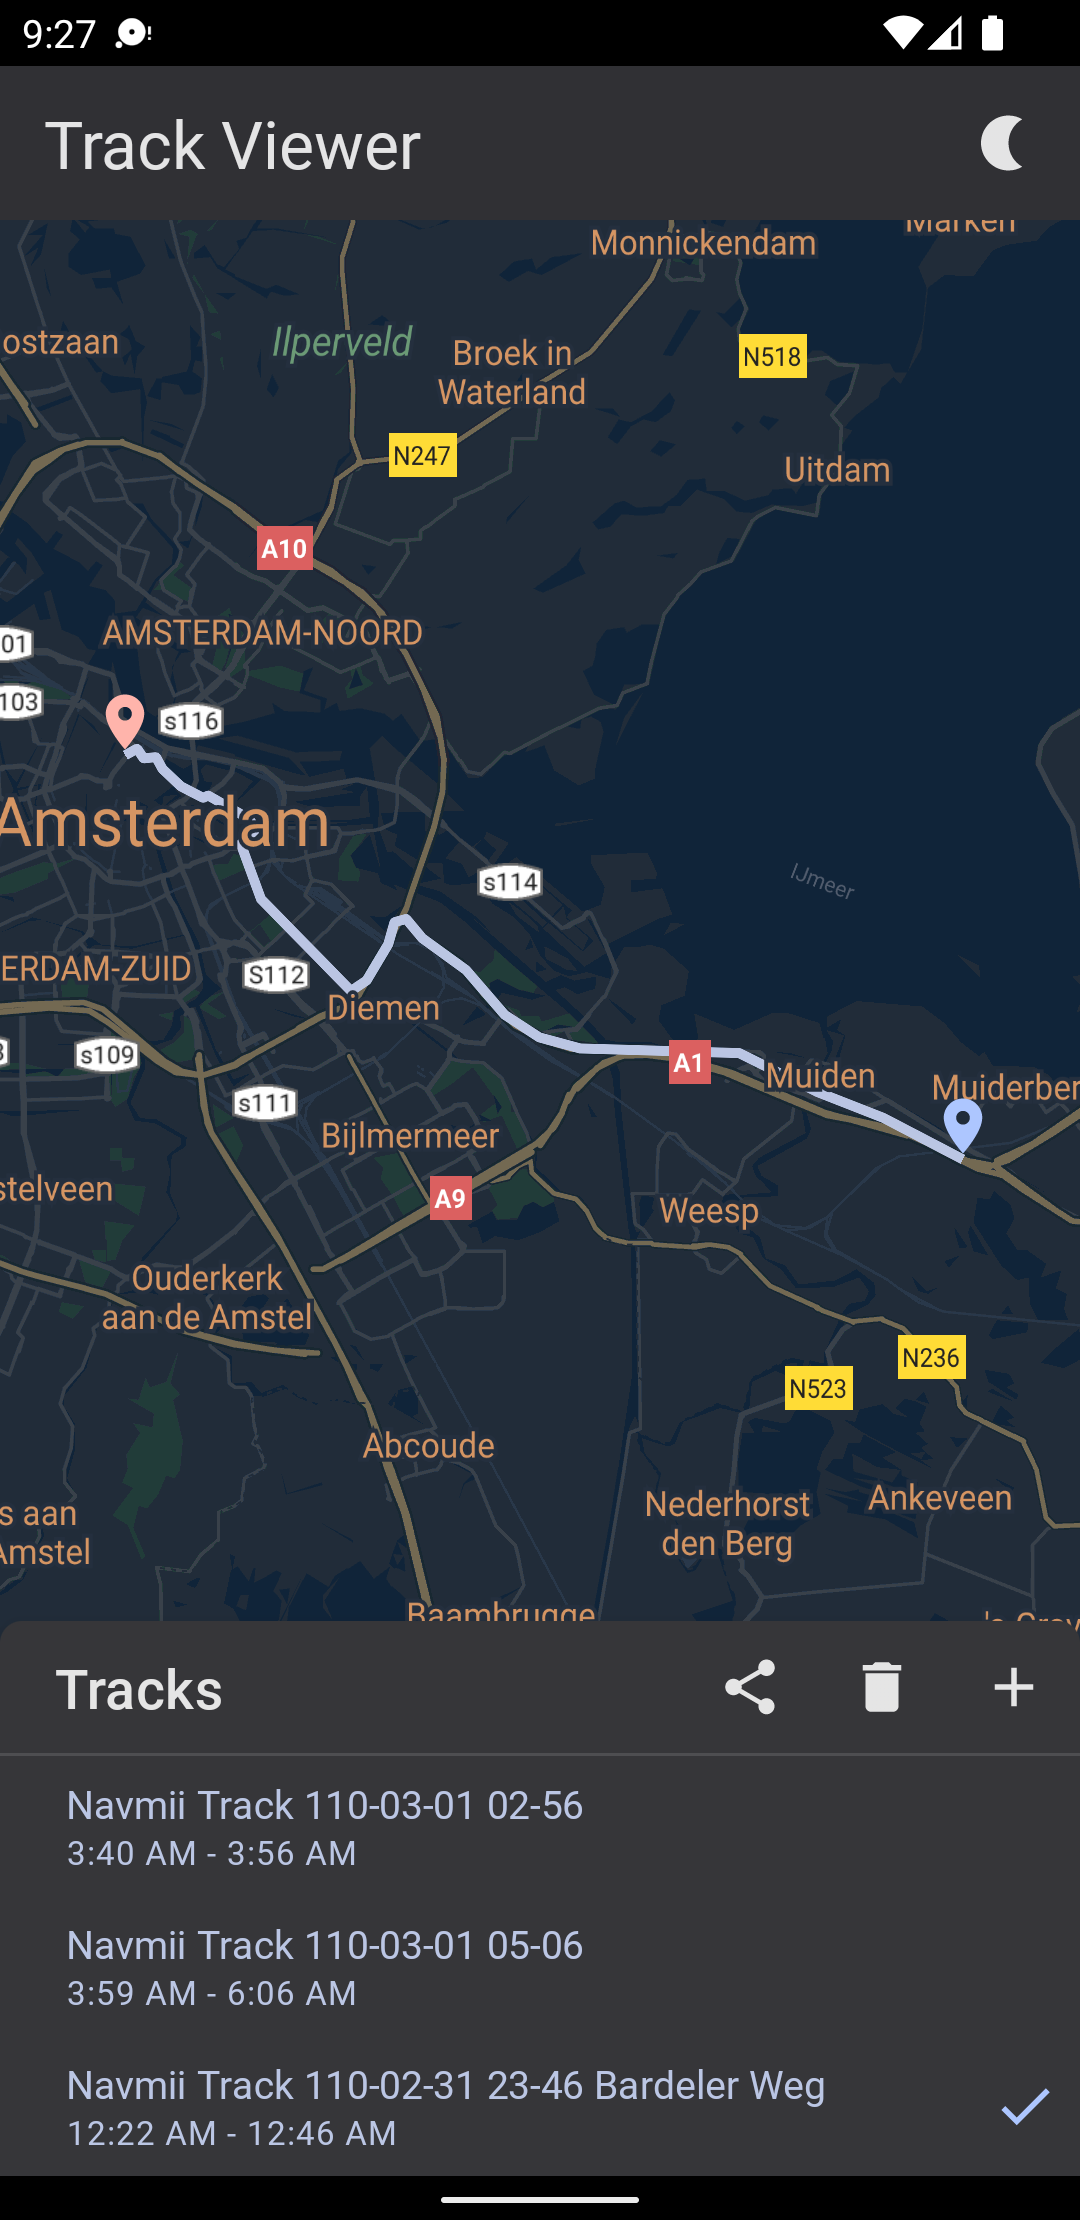 9:27
Track Viewer
Marken
Monnickendam
ostzaan
Ilperveld
Broek in
Waterland
N518
N247
Uitdam
A10
AMSTERDAM-NOORD
01
103
s116
Amsterdam
s114
IJmeer
ERDAM-ZUID
S112
Diemen
s109
A1
Muiden
Muiderber
s111
Bijlmermeer
stelveen
A9
Weesp
Ouderkerk
aan de Amstel
N236
N523
Abcoude
Ankeveen
Nederhorst
den Berg
s aan
Amstel
Baambrugge
Tracks
Navmii Track 110-03-01 02-56
3:40 AM - 3:56 AM
Navmii Track 110-03-01 05-06
3:59 AM - 6:06 AM
Navmii Track 110-02-31 23-46 Bardeler Weg
12:22 AM - 12:46 AM